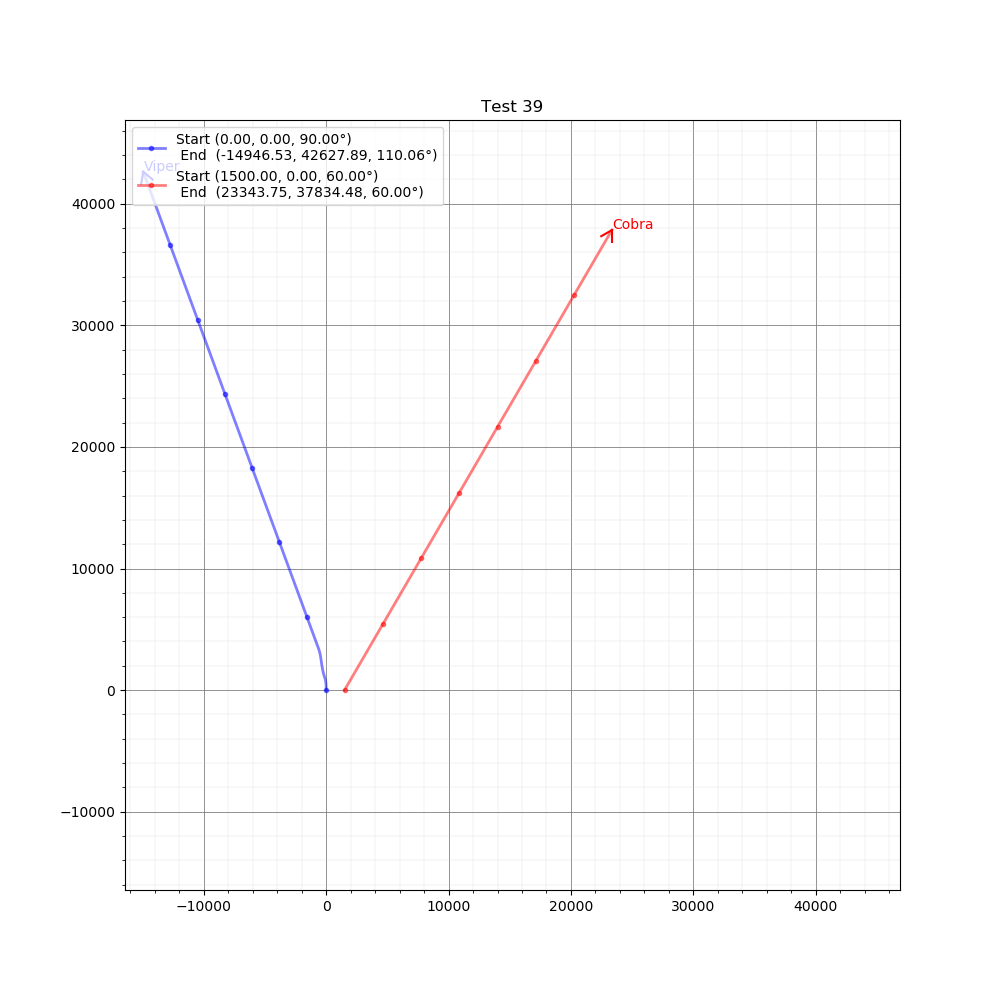 Test 39
Start (0.00, 0.00, 90.00°)
End (-14946.53, 42627.89, 110.06°)
Viper
Start (1500.00, 0.00, 60.00°)
End (23343.75, 37834.48, 60.00°)
Cobra
40000
30000
20000
10000
0
−10000
−10000 0 10000 20000 30000 40000